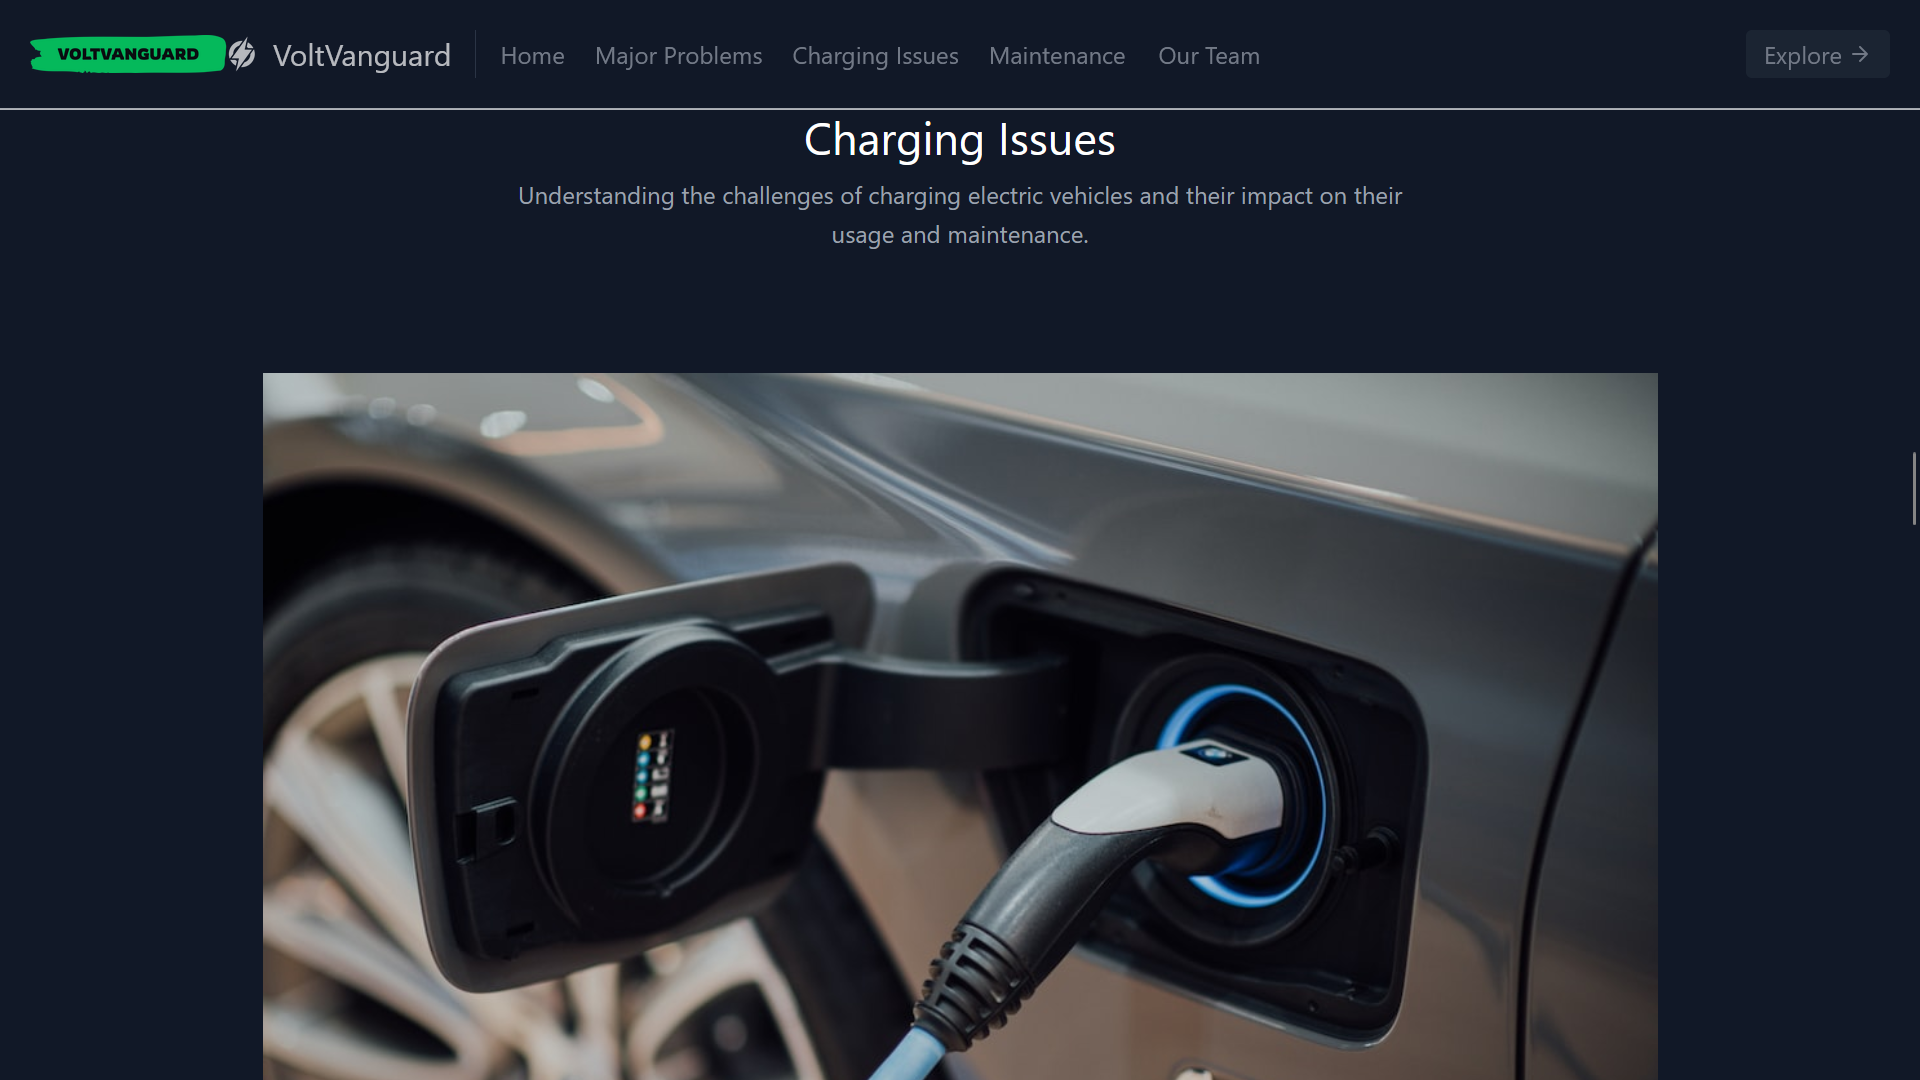 VOLTVANGUARD
VoltVanguard
Home
Major Problems
Charging Issues
Maintenance
Our Team
Explore →
Charging Issues
Understanding the challenges of charging electric vehicles and their impact on their
usage and maintenance.